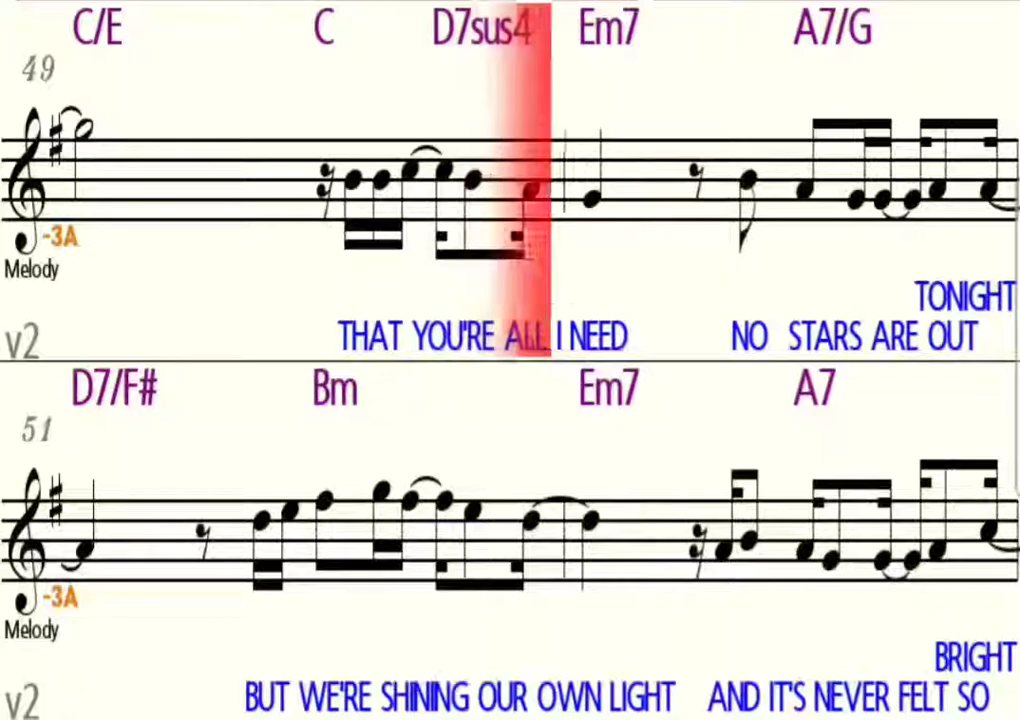 C/E C D7sus4 Em7 A7/G
49
-3A
Melody
TONIGHT
v2 THAT YOU'RE ALL I NEED NO STARS ARE OUT
D7/F# Bm Em7 A7
51
-3A
Melody
BRIGHT
v2 BUT WE'RE SHINING OUR OWN LIGHT AND IT'S NEVER FELT SO